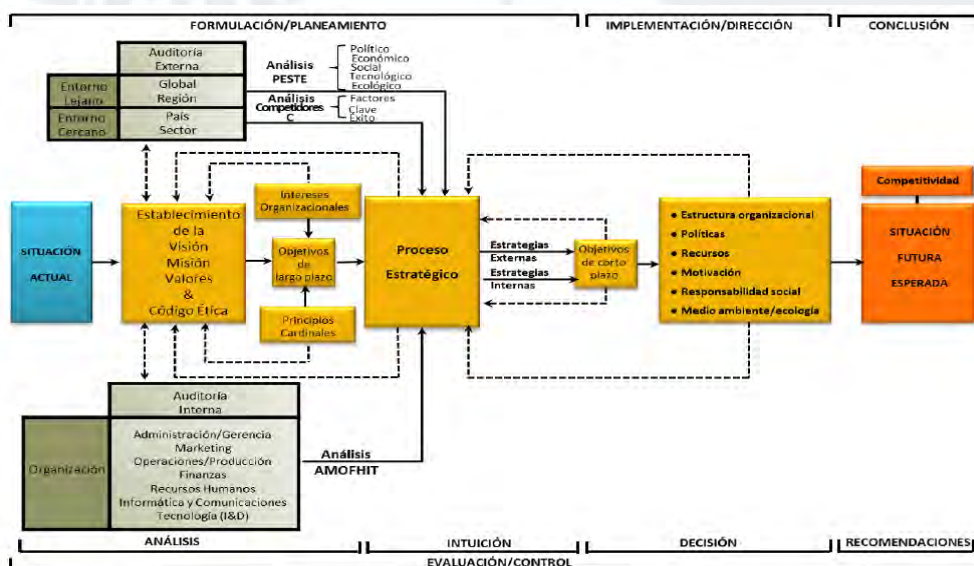 FORMULACIÓN/PLANEAMIENTO
IMPLEMENTACIÓN/DIRECCIÓN
CONCLUSIÓN
Auditoría
Externa
Entorno
Lejano
Global
Región
Entorno
Cercano
País
Sector
Análisis
PESTE
Político
Económico
Social
Tecnológico
Ecológico
Análisis
Competidores
C
Factores
Clave
Éxito
SITUACIÓN
ACTUAL
Establecimiento
de la
Visión
Misión
Valores
&
Código Ética
Intereses
Organizacionales
Objetivos
de
largo plazo
Principios
Cardinales
Proceso
Estratégico
Estrategias
Externas
Estrategias
Internas
Objetivos
de corto
plazo
• Estructura organizacional
• Políticas
• Recursos
• Motivación
• Responsabilidad social
• Medio ambiente/ecología
Competitividad
SITUACIÓN
FUTURA
ESPERADA
Auditoría
Interna
Organización
Administración/Gerencia
Marketing
Operaciones/Producción
Finanzas
Recursos Humanos
Informática y Comunicaciones
Tecnología (I&D)
Análisis
AMOFHIT
ANÁLISIS
INTUICIÓN
DECISIÓN
RECOMENDACIONES
EVALUACIÓN/CONTROL